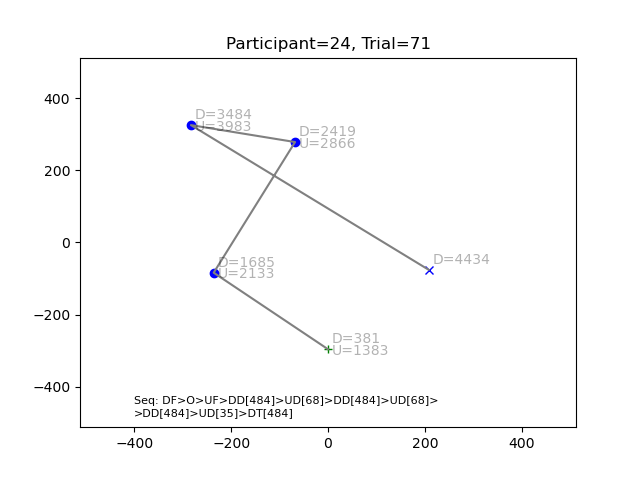 Participant=24, Trial=71
400
200
0
−200
−400
D=3484
U=3983
D=2419
U=2866
D=1685
U=2133
D=4434
D=381
U=1383
Seq: DF>O>UF>DD[484]>UD[68]>DD[484]>UD[68]>
>DD[484]>UD[35]>DT[484]
−400 −200 0 200 400